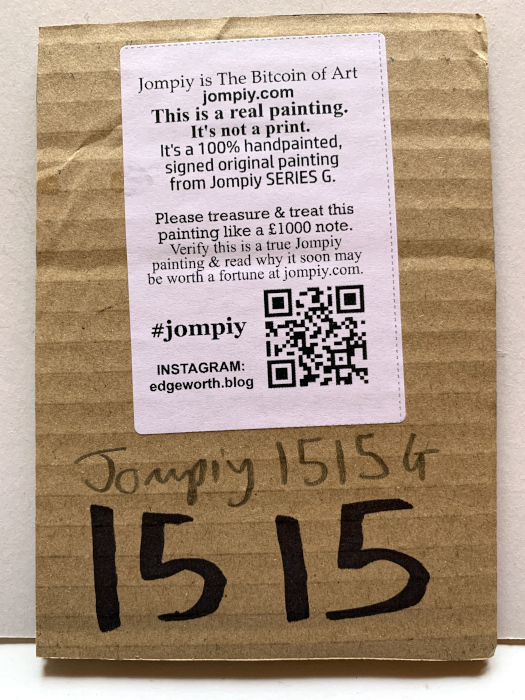 Jompiy is The Bitcoin of Art
jompiy.com
This is a real painting.
It's not a print.
It's a 100% handpainted,
signed original painting
from Jompiy SERIES G.
Please treasure & treat this
painting like a £1000 note.
Verify this is a true Jompiy
painting & read why it soon may
be worth a fortune at jompiy.com.
#jompiy
INSTAGRAM:
edgeworth.blog
Jompiy 1515 G
1515